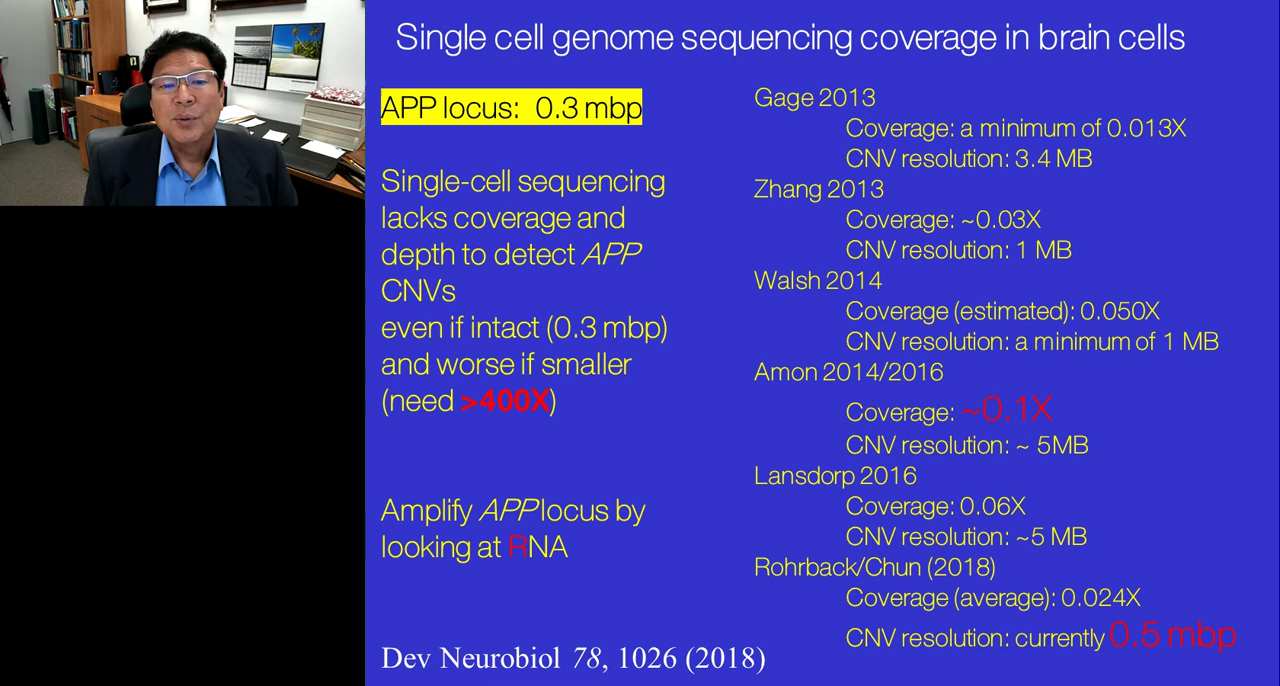 Single cell genome sequencing coverage in brain cells
APP locus: 0.3 mbp
Single-cell sequencing
lacks coverage and
depth to detect APP
CNVs
even if intact (0.3 mbp)
and worse if smaller
(need >400X)
Amplify APP locus by
looking at RNA
Dev Neurobiol 78, 1026 (2018)
Gage 2013
Coverage: a minimum of 0.013X
CNV resolution: 3.4 MB
Zhang 2013
Coverage: ~0.03X
CNV resolution: 1 MB
Walsh 2014
Coverage (estimated): 0.050X
CNV resolution: a minimum of 1 MB
Amon 2014/2016
Coverage: ~0.1X
CNV resolution: ~ 5MB
Lansdorp 2016
Coverage: 0.06X
CNV resolution: ~5 MB
Rohrback/Chun (2018)
Coverage (average): 0.024X
CNV resolution: currently 0.5 mbp